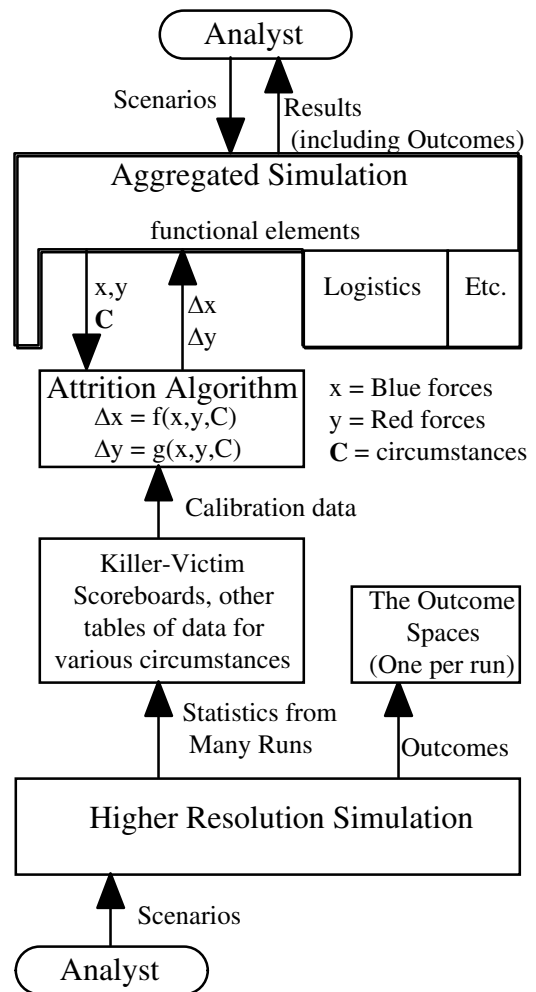 Analyst
Scenarios
Results
(including Outcomes)
Aggregated Simulation
functional elements
x,y
C
Δx
Δy
Logistics
Etc.
Attrition Algorithm
Δx = f(x,y,C)
Δy = g(x,y,C)
x = Blue forces
y = Red forces
C = circumstances
Calibration data
Killer-Victim
Scoreboards, other
tables of data for
various circumstances
The Outcome
Spaces
(One per run)
Statistics from
Many Runs
Outcomes
Higher Resolution Simulation
Scenarios
Analyst